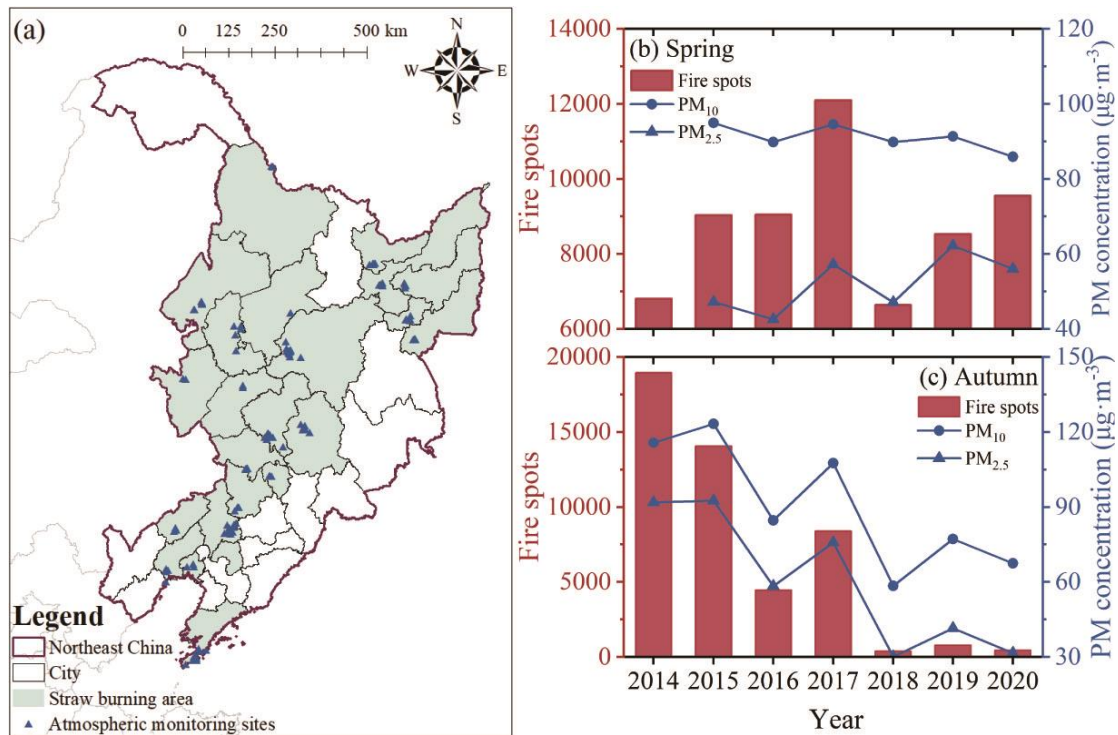 (a)
0 125 250 500 km
N
W E
S
Legend
Northeast China
City
Straw burning area
Atmospheric monitoring sites
(b) Spring
Fire spots
PM10
PM2.5
14000
12000
10000
8000
6000
Fire spots
120
100
80
60
40
PM concentration (μg·m-3)
(c) Autumn
Fire spots
PM10
PM2.5
20000
15000
10000
5000
0
Fire spots
150
120
90
60
30
PM concentration (μg·m-3)
2014 2015 2016 2017 2018 2019 2020
Year